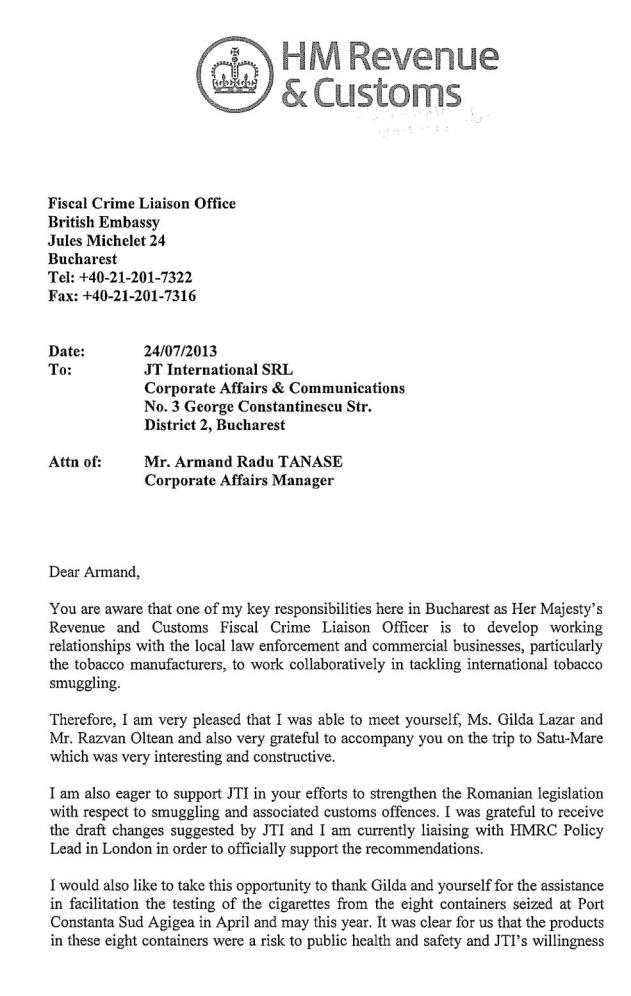 HM Revenue
& Customs
Fiscal Crime Liaison Office
British Embassy
Jules Michelet 24
Bucharest
Tel: +40-21-201-7322
Fax: +40-21-201-7316
Date: 24/07/2013
To: JT International SRL
Corporate Affairs & Communications
No. 3 George Constantinescu Str.
District 2, Bucharest
Attn of: Mr. Armand Radu TANASE
Corporate Affairs Manager
Dear Armand,
You are aware that one of my key responsibilities here in Bucharest as Her Majesty's
Revenue and Customs Fiscal Crime Liaison Officer is to develop working
relationships with the local law enforcement and commercial businesses, particularly
the tobacco manufacturers, to work collaboratively in tackling international tobacco
smuggling.
Therefore, I am very pleased that I was able to meet yourself, Ms. Gilda Lazar and
Mr. Razvan Oltean and also very grateful to accompany you on the trip to Satu-Mare
which was very interesting and constructive.
I am also eager to support JTI in your efforts to strengthen the Romanian legislation
with respect to smuggling and associated customs offences. I was grateful to receive
the draft changes suggested by JTI and I am currently liaising with HMRC Policy
Lead in London in order to officially support the recommendations.
I would also like to take this opportunity to thank Gilda and yourself for the assistance
in facilitation the testing of the cigarettes from the eight containers seized at Port
Constanta Sud Agigea in April and may this year. It was clear for us that the products
in these eight containers were a risk to public health and safety and JTI's willingness